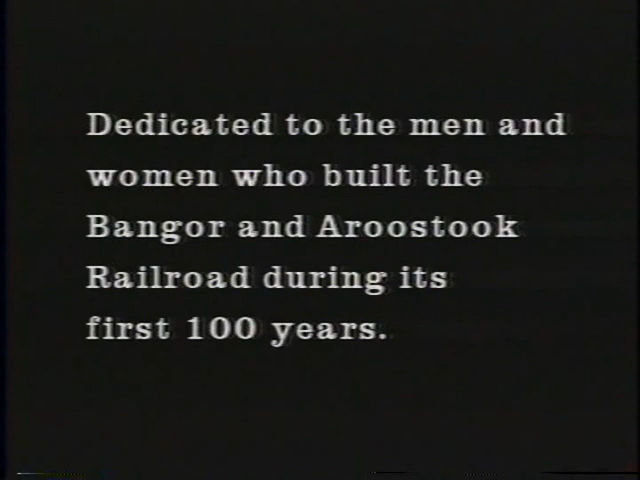 Dedicated to the men and
women who built the
Bangor and Aroostook
Railroad during its
first 100 years.